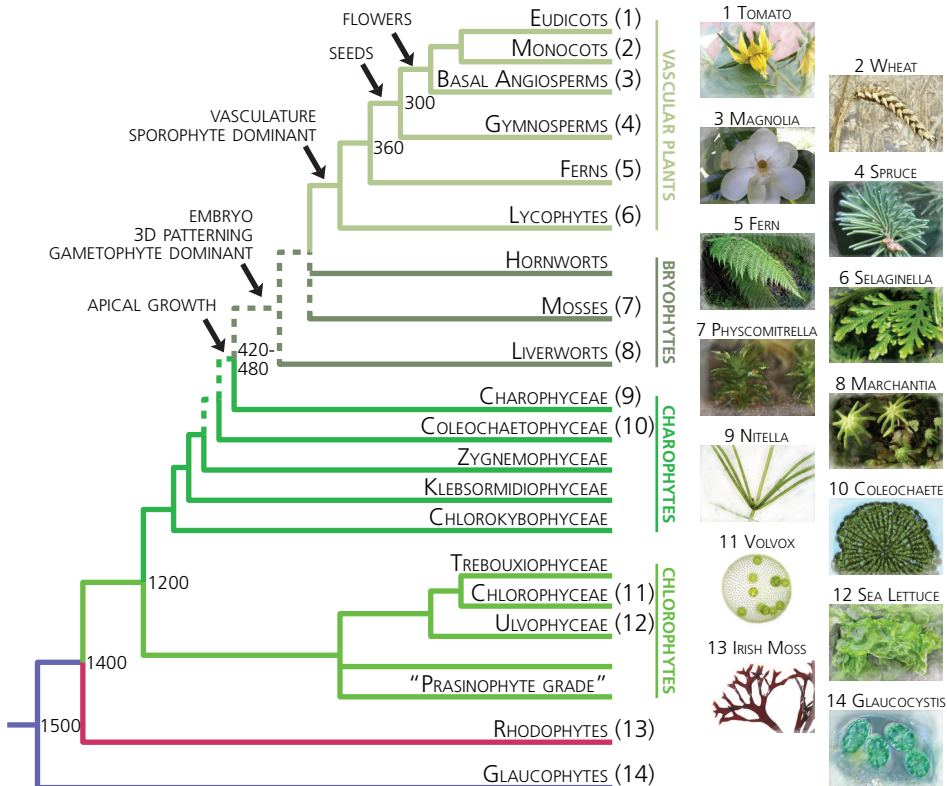 FLOWERS
SEEDS
VASCULATURE
SPOROPHYTE DOMINANT
EMBRYO
3D PATTERNING
GAMETOPHYTE DOMINANT
APICAL GROWTH
300
360
420-
480
1200
1400
1500
EUDICOTS (1)
MONOCOTS (2)
BASAL ANGIOSPERMS (3)
GYMNOSPERMS (4)
FERNS (5)
LYCOPHYTES (6)
HORNWORTS
MOSSES (7)
LIVERWORTS (8)
CHAROPHYCEAE (9)
COLEOCHAETOPHYCEAE (10)
ZYGNEMOPHYCEAE
KLEBSORMIDIOPHYCEAE
CHLOROKYBOPHYCEAE
TREBOUXIOPHYCEAE
CHLOROPHYCEAE (11)
ULVOPHYCEAE (12)
"PRASINOPHYTE GRADE"
RHODOPHYTES (13)
GLAUCOPHYTES (14)
VASCULAR PLANTS
BRYOPHYTES
CHAROPHYTES
CHLOROPHYTES
1 TOMATO
2 WHEAT
3 MAGNOLIA
4 SPRUCE
5 FERN
6 SELAGINELLA
7 PHYSCOMITRELLA
8 MARCHANTIA
9 NITELLA
10 COLEOCHAETE
11 VOLVOX
12 SEA LETTUCE
13 IRISH MOSS
14 GLAUCOCYSTIS